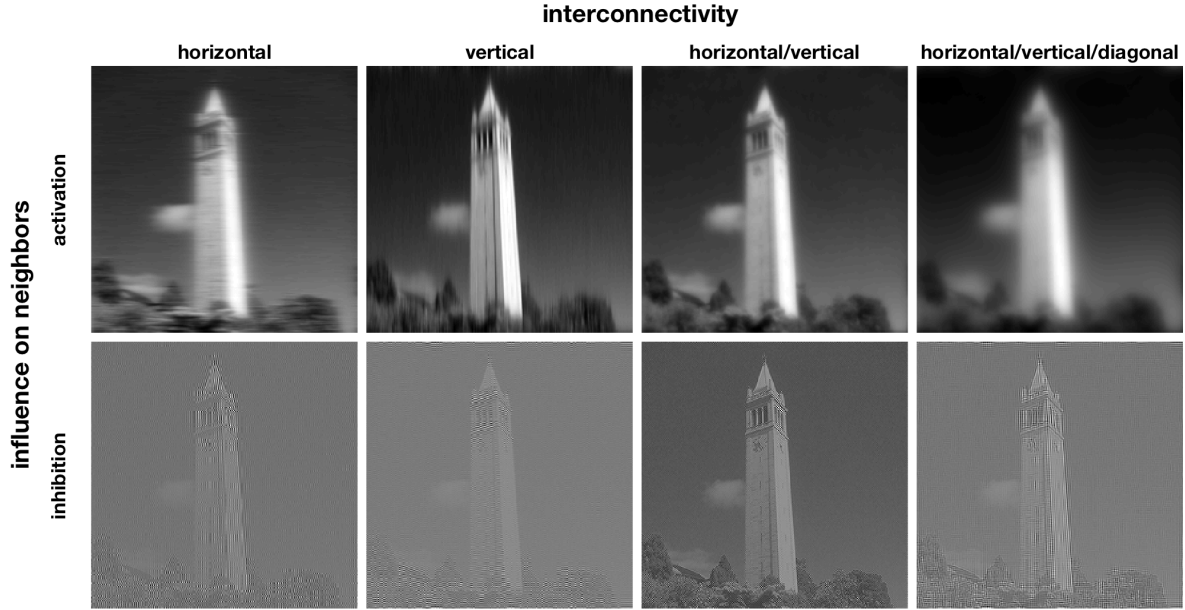 interconnectivity
horizontal
vertical
horizontal/vertical
horizontal/vertical/diagonal
influence on neighbors
activation
inhibition